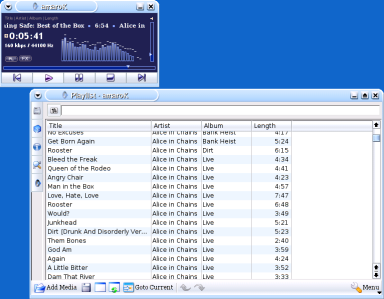 amaroK
Title | Artist | Album | Length
ing Safe: Best of the Box • 6:54 • Alice in
0:05:41
160 kbps / 44100 Hz
Playlist - amaroK
Title Artist Album Length
No Excuses Alice in Chains Bank Heist 4:17
Get Born Again Alice in Chains Bank Heist 5:24
Rooster Alice in Chains Dirt 6:15
Bleed the Freak Alice in Chains Live 4:34
Queen of the Rodeo Alice in Chains Live 4:41
Angry Chair Alice in Chains Live 4:23
Man in the Box Alice in Chains Live 4:57
Love, Hate, Love Alice in Chains Live 7:47
Rooster Alice in Chains Live 6:48
Would? Alice in Chains Live 3:49
Junkhead Alice in Chains Live 5:21
Dirt (Drunk And Disorderly Ver... Alice in Chains Live 5:23
Them Bones Alice in Chains Live 2:40
God Am Alice in Chains Live 3:59
Again Alice in Chains Live 4:24
A Little Bitter Alice in Chains Live 3:52
Dam That River Alice in Chains Live 3:33
Add Media Goto Current Menu